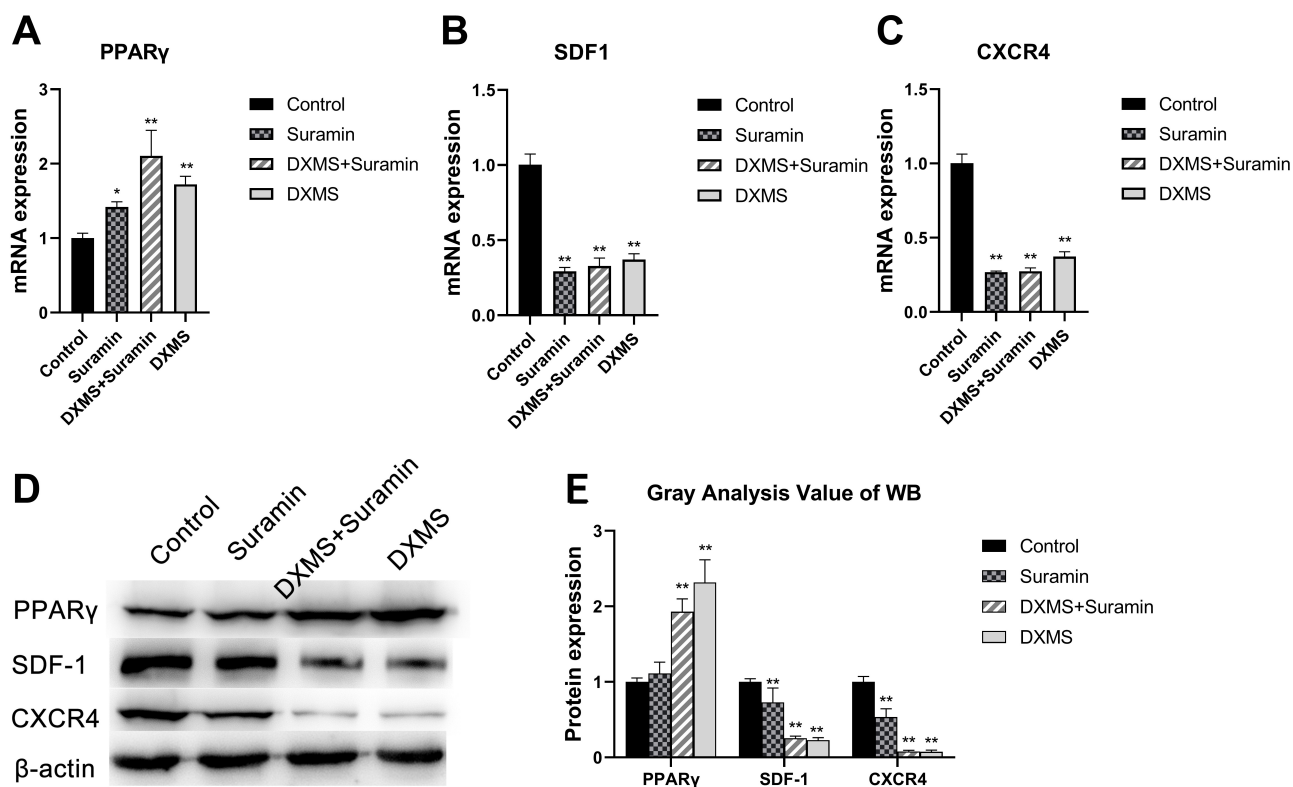 A
PPARγ
mRNA expression
3
2
1
0
*
**
**
Control
Suramin
DXMS+Suramin
DXMS
Control
Suramin
DXMS+Suramin
DXMS
B
SDF1
mRNA expression
1.5
1.0
0.5
0.0
**
**
**
Control
Suramin
DXMS+Suramin
DXMS
Control
Suramin
DXMS+Suramin
DXMS
C
CXCR4
mRNA expression
1.5
1.0
0.5
0.0
**
**
**
Control
Suramin
DXMS+Suramin
DXMS
Control
Suramin
DXMS+Suramin
DXMS
D
Control
Suramin
DXMS+Suramin
DXMS
PPARγ
SDF-1
CXCR4
β-actin
E
Gray Analysis Value of WB
Protein expression
3
2
1
0
**
**
**
**
**
**
**
**
PPARγ
SDF-1
CXCR4
Control
Suramin
DXMS+Suramin
DXMS